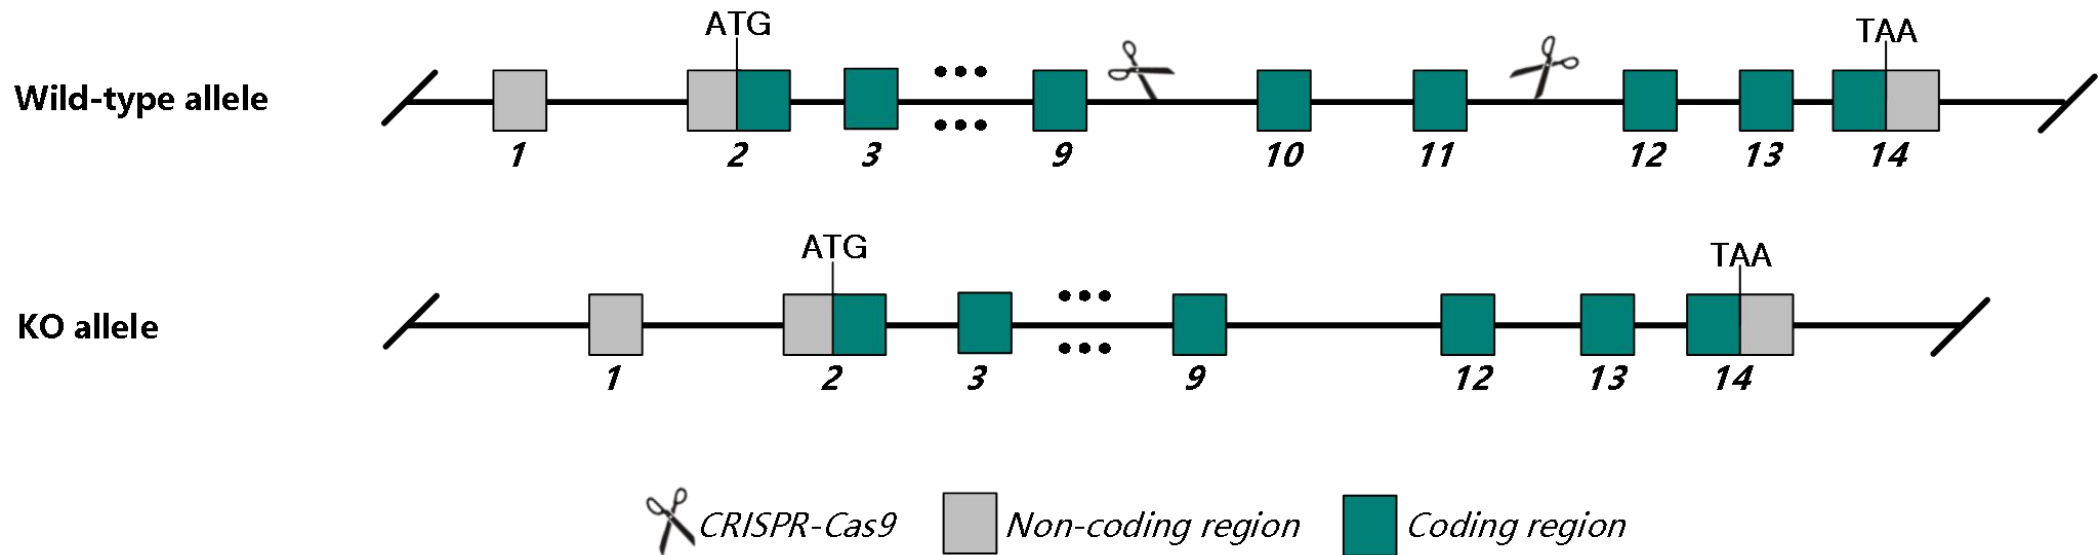 ATG TAA
Wild-type allele
1 2 3 9 10 11 12 13 14
ATG TAA
KO allele
1 2 3 9 12 13 14
CRISPR-Cas9 Non-coding region Coding region